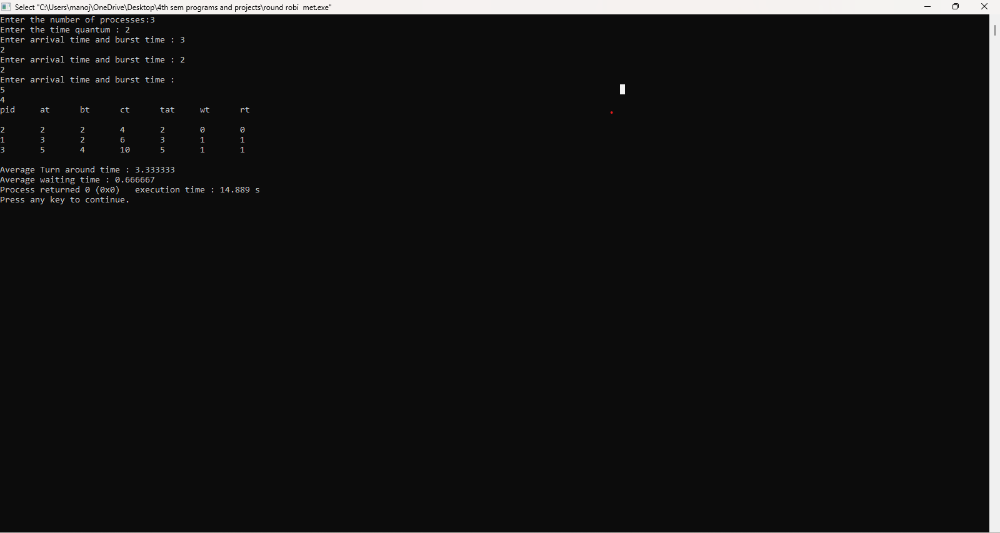 Select "C:\Users\manoj\OneDrive\Desktop\4th sem programs and projects\round robi  met.exe"
Enter the number of processes:3
Enter the time quantum : 2
Enter arrival time and burst time : 3
2
Enter arrival time and burst time : 2
2
Enter arrival time and burst time :
5
4
pid     at      bt      ct      tat     wt      rt
2       2       2       4       2       0       0
1       3       2       6       3       1       1
3       5       4       10      5       1       1
Average Turn around time : 3.333333
Average waiting time : 0.666667
Process returned 0 (0x0)   execution time : 14.889 s
Press any key to continue.